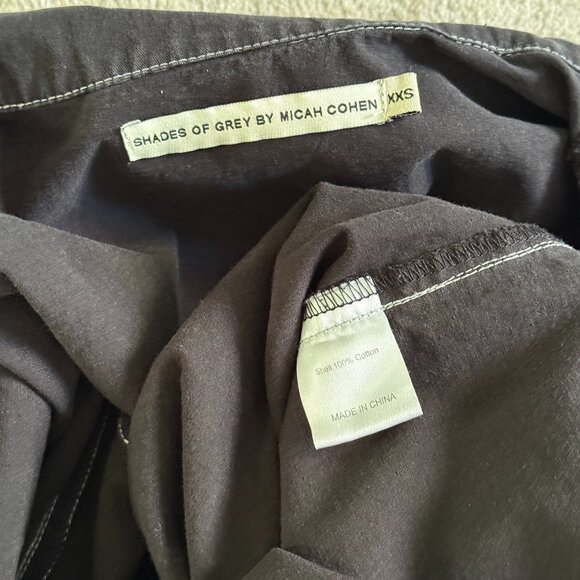 SHADES OF GREY BY MICAH COHEN
XXS
Shell 100% Cotton
MADE IN CHINA